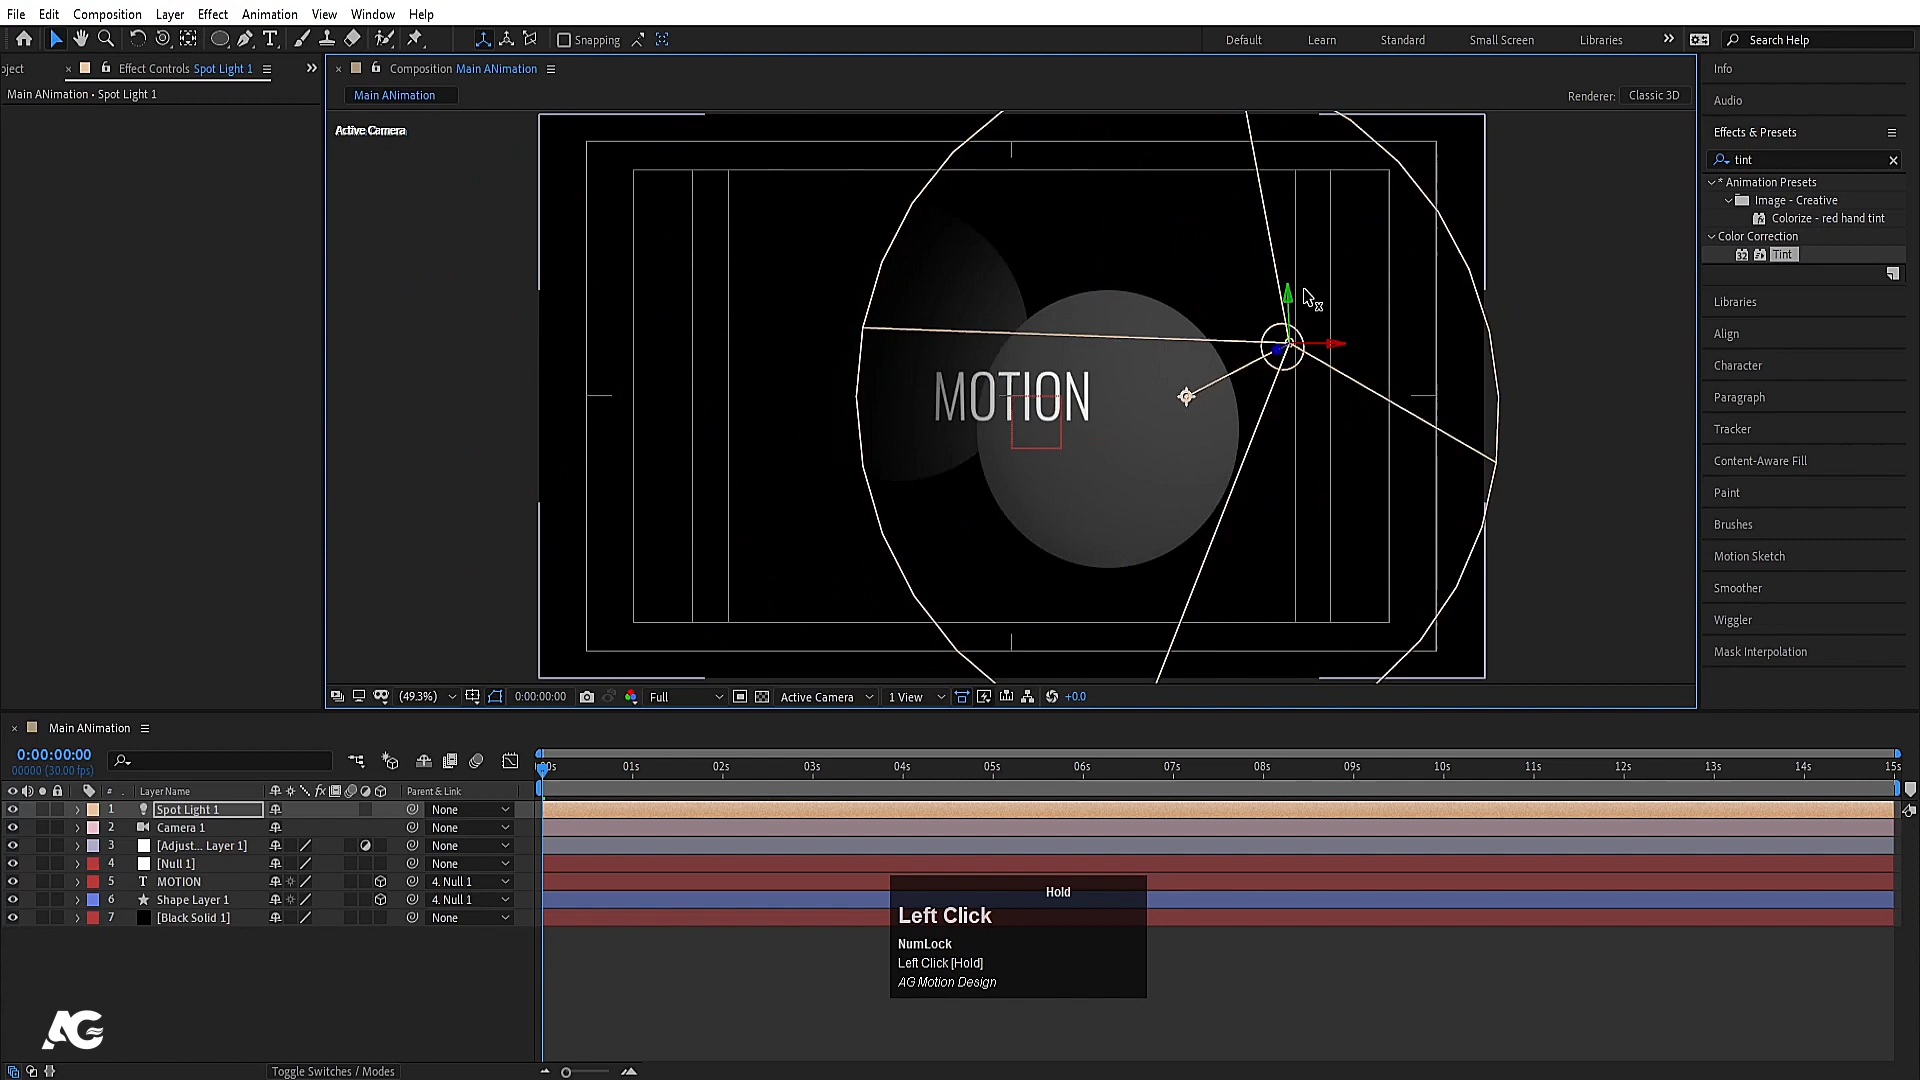 File Edit Composition Layer Effect Animation View Window Help
Snapping
Default Learn Standard Small Screen Libraries Search Help
oject Effect Controls Spot Light 1
Main ANimation • Spot Light 1
Composition Main ANimation
Main ANimation
Renderer: Classic 3D
Active Camera
MOTION
(49.3%) 0:00:00:00 Full Active Camera 1 View +0.0
Info
Audio
Effects & Presets
tint
* Animation Presets
Image - Creative
Colorize - red hand tint
Color Correction
32 Tint
Libraries
Align
Character
Paragraph
Tracker
Content-Aware Fill
Paint
Brushes
Motion Sketch
Smoother
Wiggler
Mask Interpolation
Main ANimation
0:00:00:00
00000 (30.00 fps)
00s 01s 02s 03s 04s 05s 06s 07s 08s 09s 10s 11s 12s 13s 14s 15s
# Layer Name fx Parent & Link
1 Spot Light 1 None
2 Camera 1 None
3 [Adjust... Layer 1] None
4 [Null 1] None
5 T MOTION 4. Null 1
6 Shape Layer 1 4. Null 1
7 [Black Solid 1] None
Hold
Left Click
NumLock
Left Click [Hold]
AG Motion Design
AG
Toggle Switches / Modes